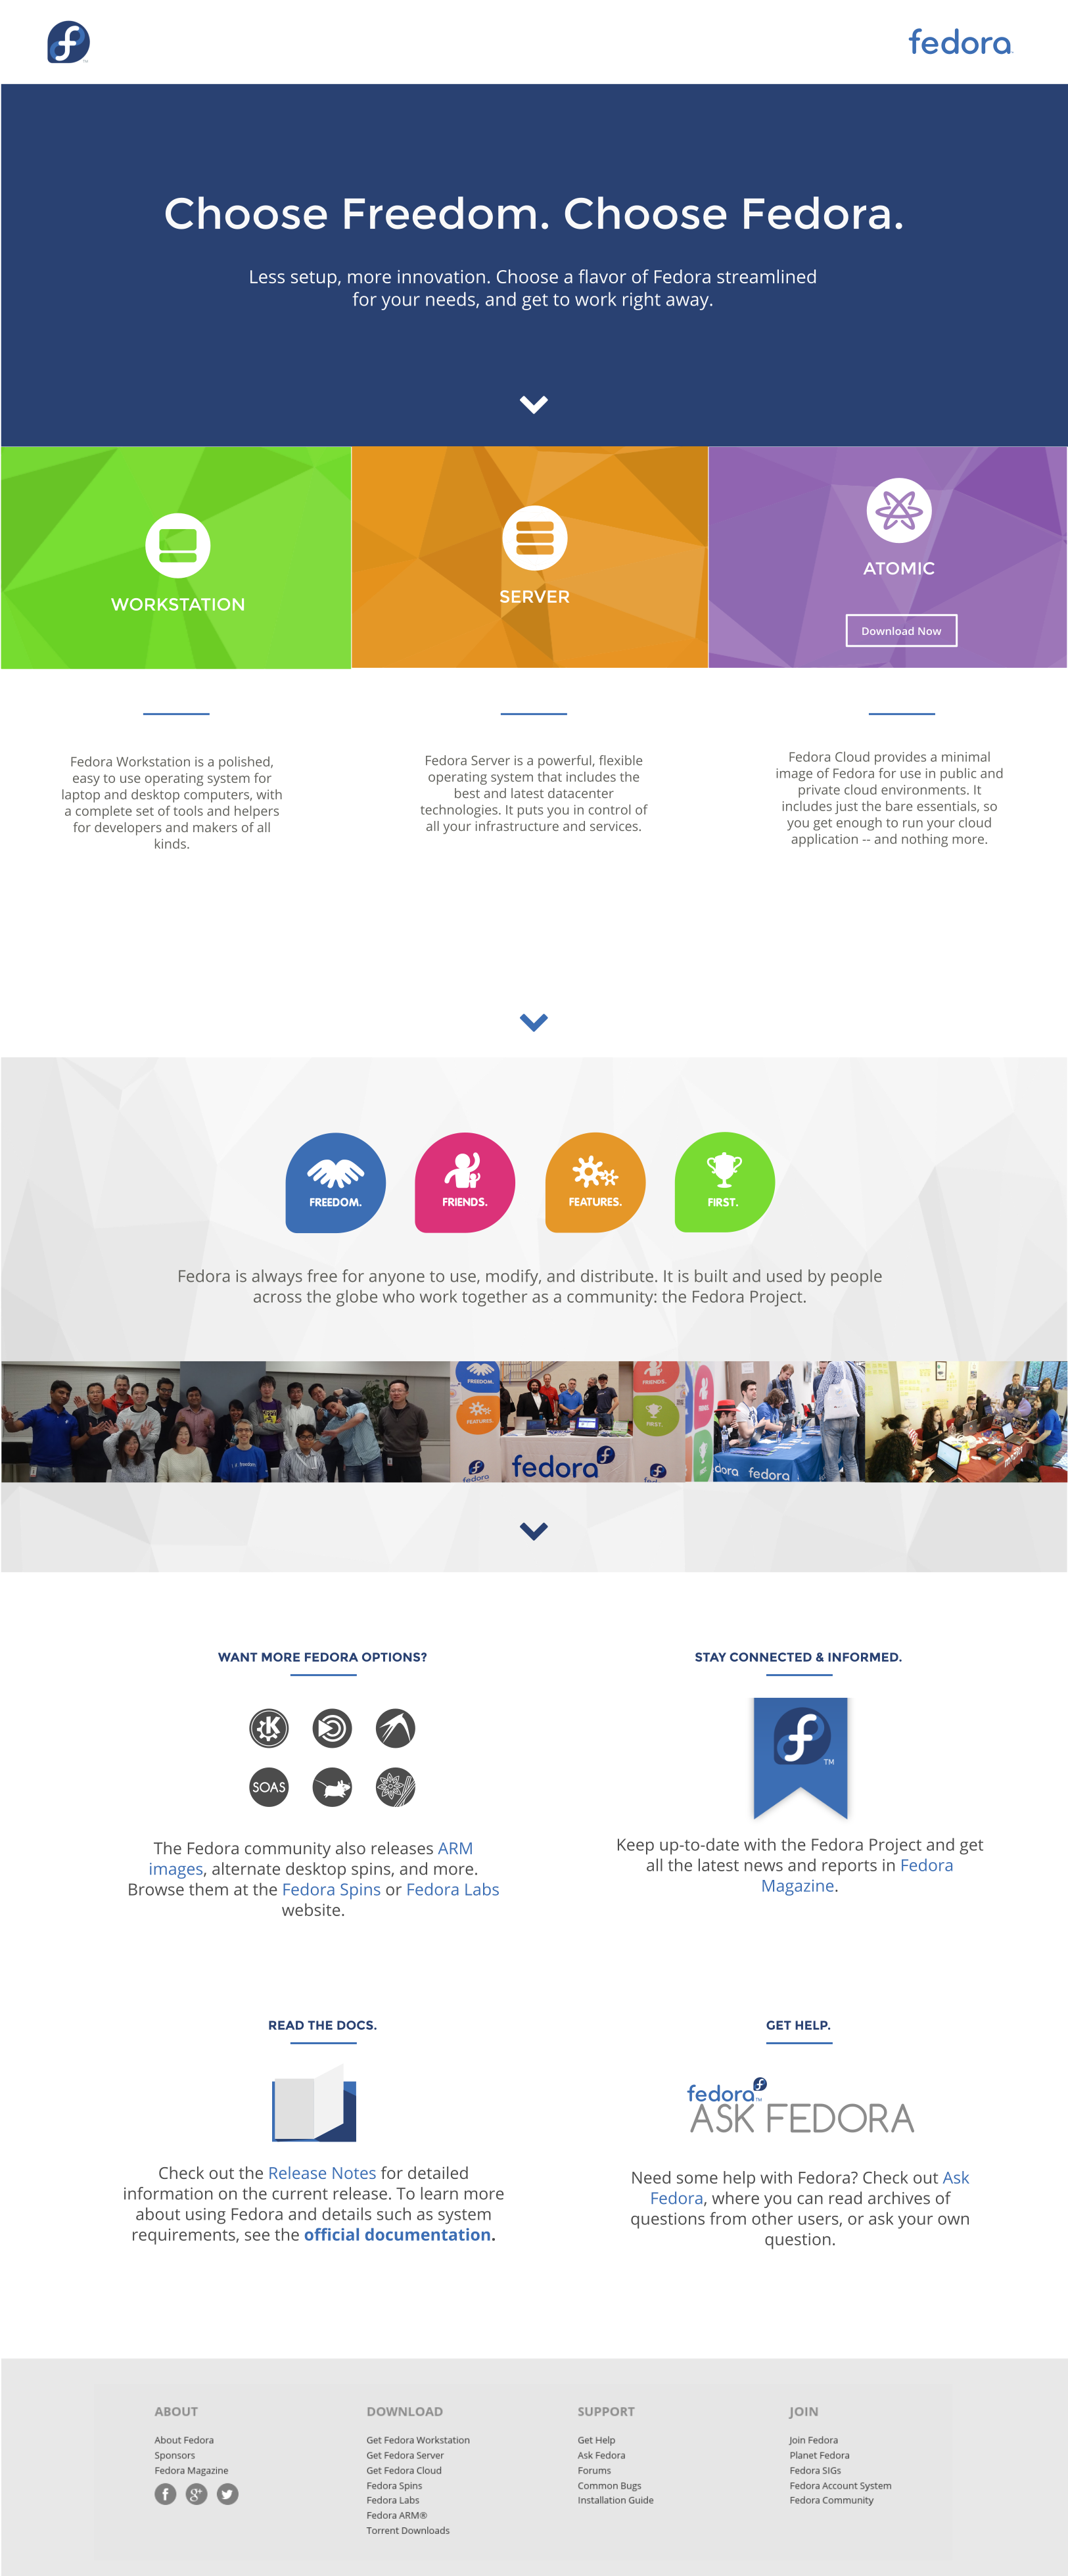 fedora
Choose Freedom. Choose Fedora.
Less setup, more innovation. Choose a flavor of Fedora streamlined
for your needs, and get to work right away.
WORKSTATION
SERVER
ATOMIC
Download Now
Fedora Workstation is a polished,
easy to use operating system for
laptop and desktop computers, with
a complete set of tools and helpers
for developers and makers of all
kinds.
Fedora Server is a powerful, flexible
operating system that includes the
best and latest datacenter
technologies. It puts you in control of
all your infrastructure and services.
Fedora Cloud provides a minimal
image of Fedora for use in public and
private cloud environments. It
includes just the bare essentials, so
you get enough to run your cloud
application -- and nothing more.
FREEDOM.
FRIENDS.
FEATURES.
FIRST.
Fedora is always free for anyone to use, modify, and distribute. It is built and used by people
across the globe who work together as a community: the Fedora Project.
FREEDOM.
FEATURES.
fedora
fedora
FRIENDS.
FIRST.
dora fedora
WANT MORE FEDORA OPTIONS?
SOAS
The Fedora community also releases ARM
images, alternate desktop spins, and more.
Browse them at the Fedora Spins or Fedora Labs
website.
STAY CONNECTED & INFORMED.
TM
Keep up-to-date with the Fedora Project and get
all the latest news and reports in Fedora
Magazine.
READ THE DOCS.
Check out the Release Notes for detailed
information on the current release. To learn more
about using Fedora and details such as system
requirements, see the official documentation.
GET HELP.
fedora
ASK FEDORA
Need some help with Fedora? Check out Ask
Fedora, where you can read archives of
questions from other users, or ask your own
question.
ABOUT
About Fedora
Sponsors
Fedora Magazine
DOWNLOAD
Get Fedora Workstation
Get Fedora Server
Get Fedora Cloud
Fedora Spins
Fedora Labs
Fedora ARM®
Torrent Downloads
SUPPORT
Get Help
Ask Fedora
Forums
Common Bugs
Installation Guide
JOIN
Join Fedora
Planet Fedora
Fedora SIGs
Fedora Account System
Fedora Community